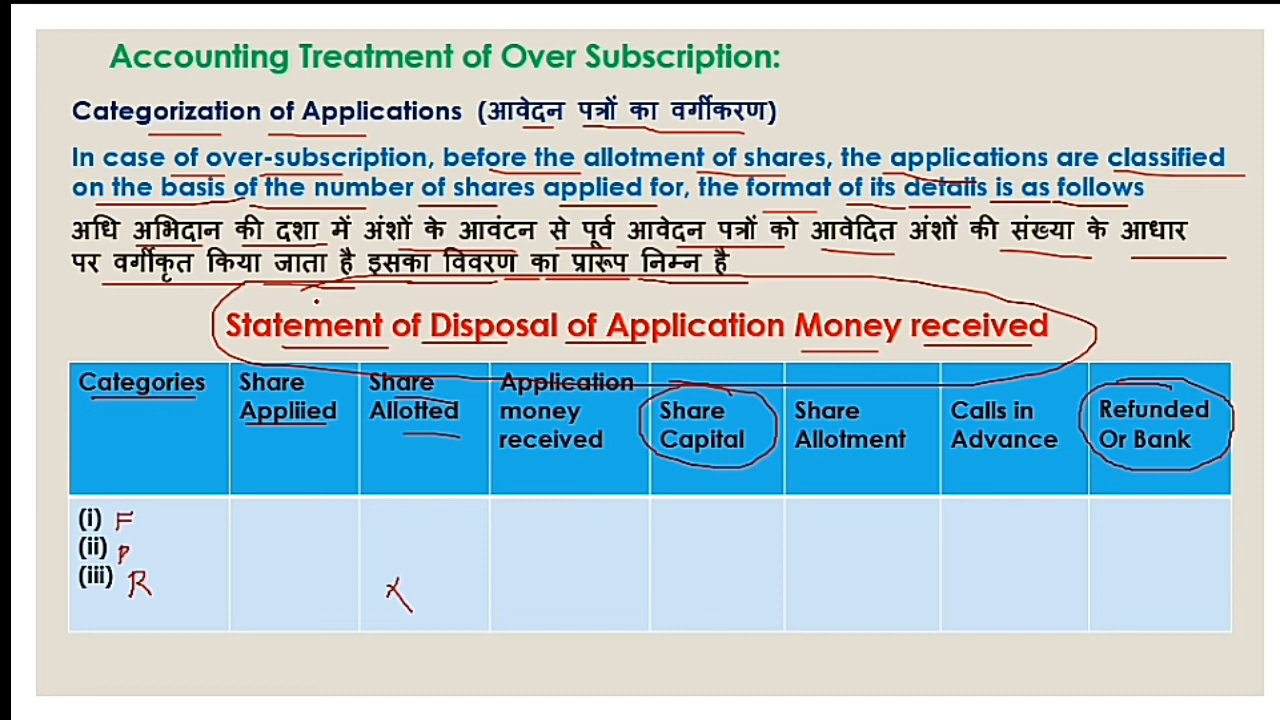 Accounting Treatment of Over Subscription:
Categorization of Applications (आवेदन पत्रों का वर्गीकरण)
In case of over-subscription, before the allotment of shares, the applications are classified
on the basis of the number of shares applied for, the format of its details is as follows
अधि अभिदान की दशा में अंशों के आवंटन से पूर्व आवेदन पत्रों को आवेदित अंशों की संख्या के आधार
पर वर्गीकृत किया जाता है इसका विवरण का प्रारूप निम्न है
Statement of Disposal of Application Money received
Categories
Share
Appliied
Share
Allotted
Application
money
received
Share
Capital
Share
Allotment
Calls in
Advance
Refunded
Or Bank
(i) F
(ii) P
(iii) R
X